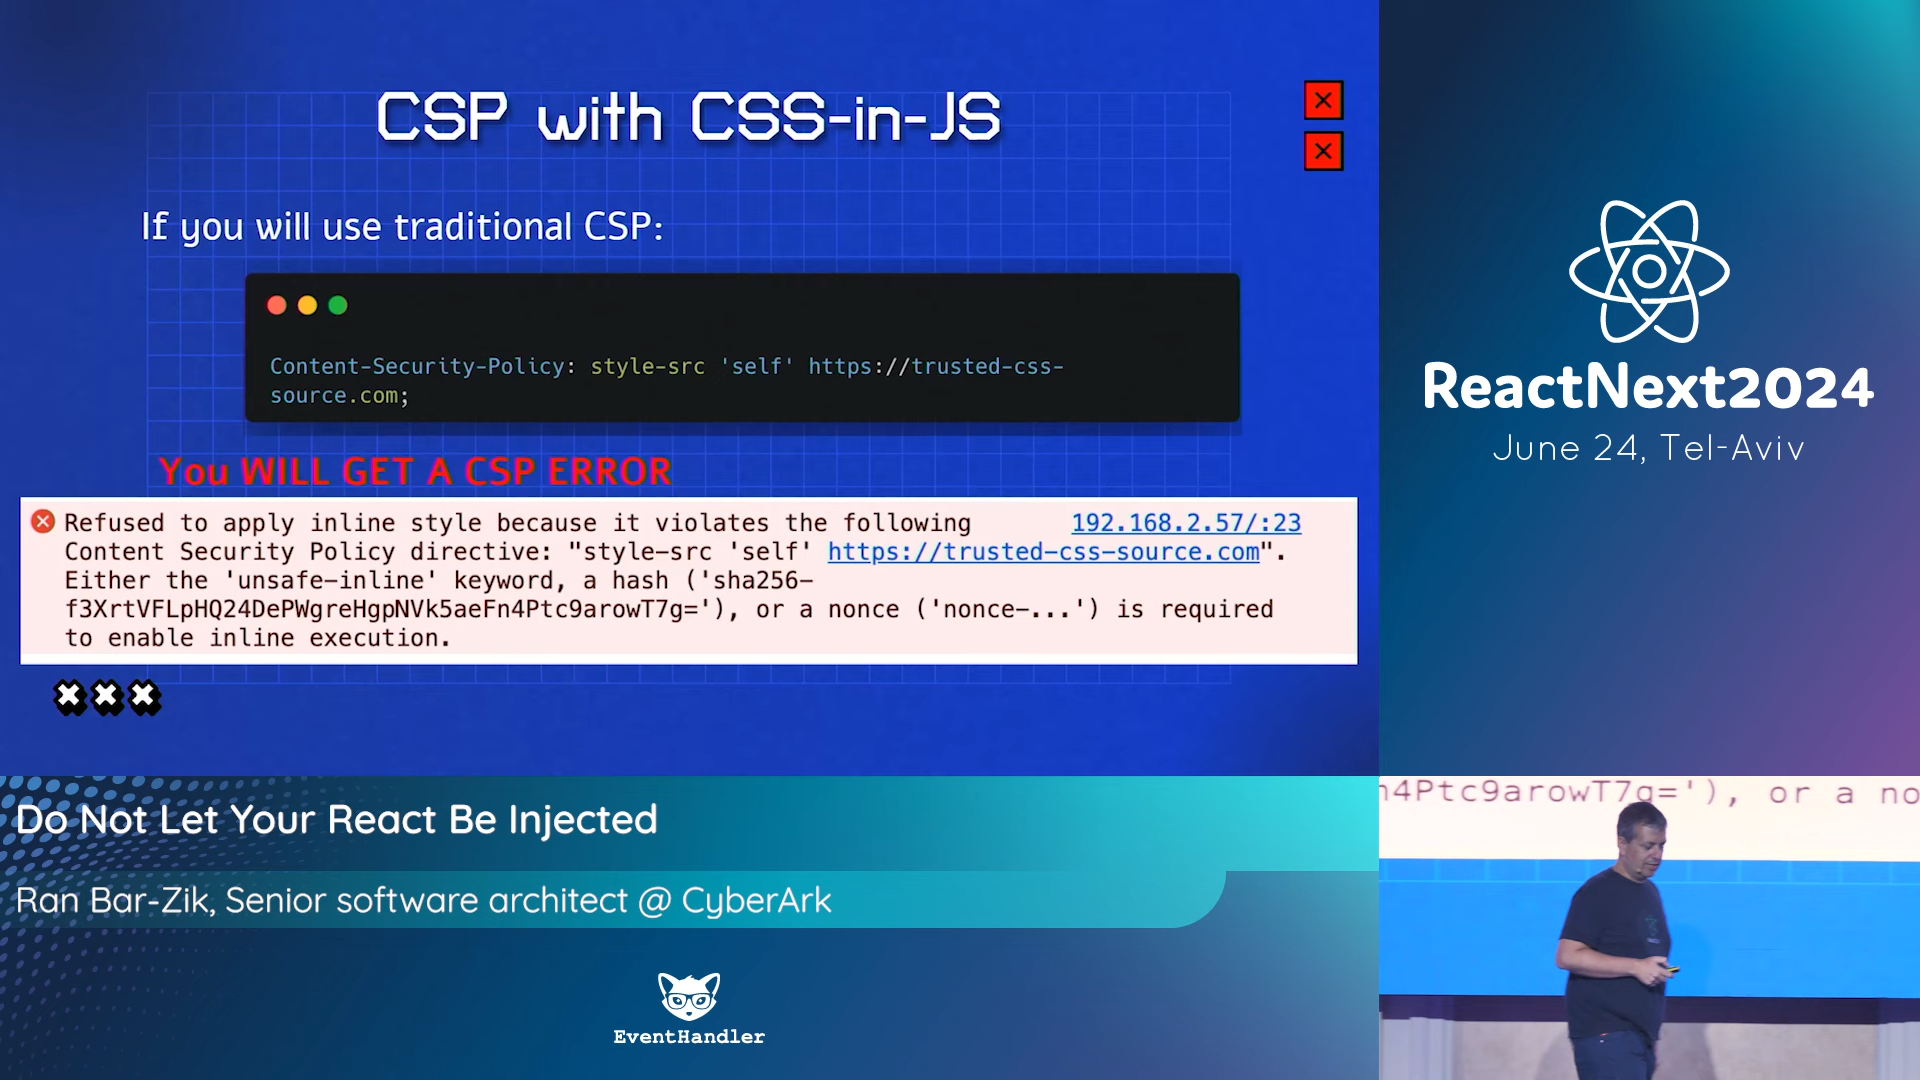 CSP with CSS-in-JS
If you will use traditional CSP:
Content-Security-Policy: style-src 'self' https://trusted-css-
source.com;
You WILL GET A CSP ERROR
Refused to apply inline style because it violates the following 192.168.2.57/:23
Content Security Policy directive: "style-src 'self' https://trusted-css-source.com".
Either the 'unsafe-inline' keyword, a hash ('sha256-
f3XrtVFLpHQ24DePWgreHgpNVk5aeFn4Ptc9arowT7g='), or a nonce ('nonce-...') is required
to enable inline execution.
ReactNext2024
June 24, Tel-Aviv
Do Not Let Your React Be Injected
Ran Bar-Zik, Senior software architect @ CyberArk
EventHandler
n4Ptc9arowT7g='), or a no